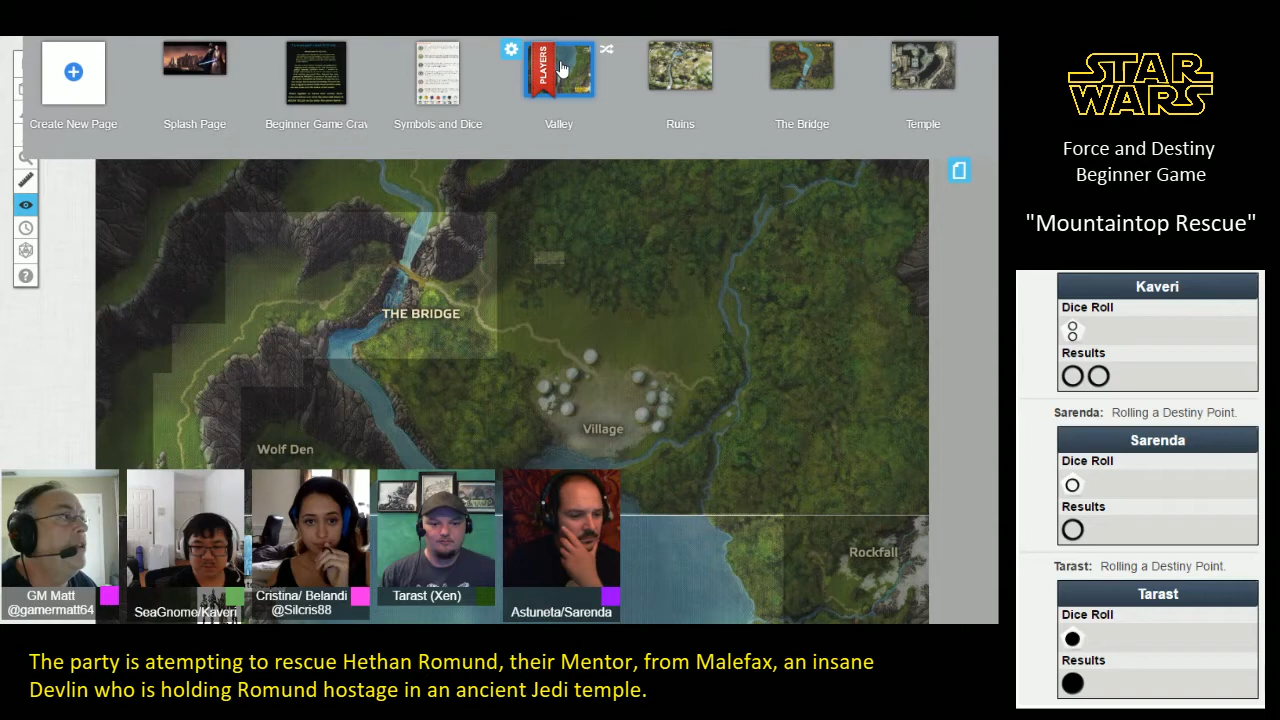 PLAYERS
Create New Page
Splash Page
Beginner Game Crav
Symbols and Dice
Valley
Ruins
The Bridge
Temple
THE BRIDGE
Village
Wolf Den
Rockfall
GM Matt
@gamermatt64
SeaGnome/Kaveri
Cristina/ Belandi
@Silcris88
Tarast (Xen)
Astuneta/Sarenda
The party is atempting to rescue Hethan Romund, their Mentor, from Malefax, an insane
Devlin who is holding Romund hostage in an ancient Jedi temple.
STAR
WARS
Force and Destiny
Beginner Game
"Mountaintop Rescue"
Kaveri
Dice Roll
Results
Sarenda: Rolling a Destiny Point.
Sarenda
Dice Roll
Results
Tarast: Rolling a Destiny Point.
Tarast
Dice Roll
Results